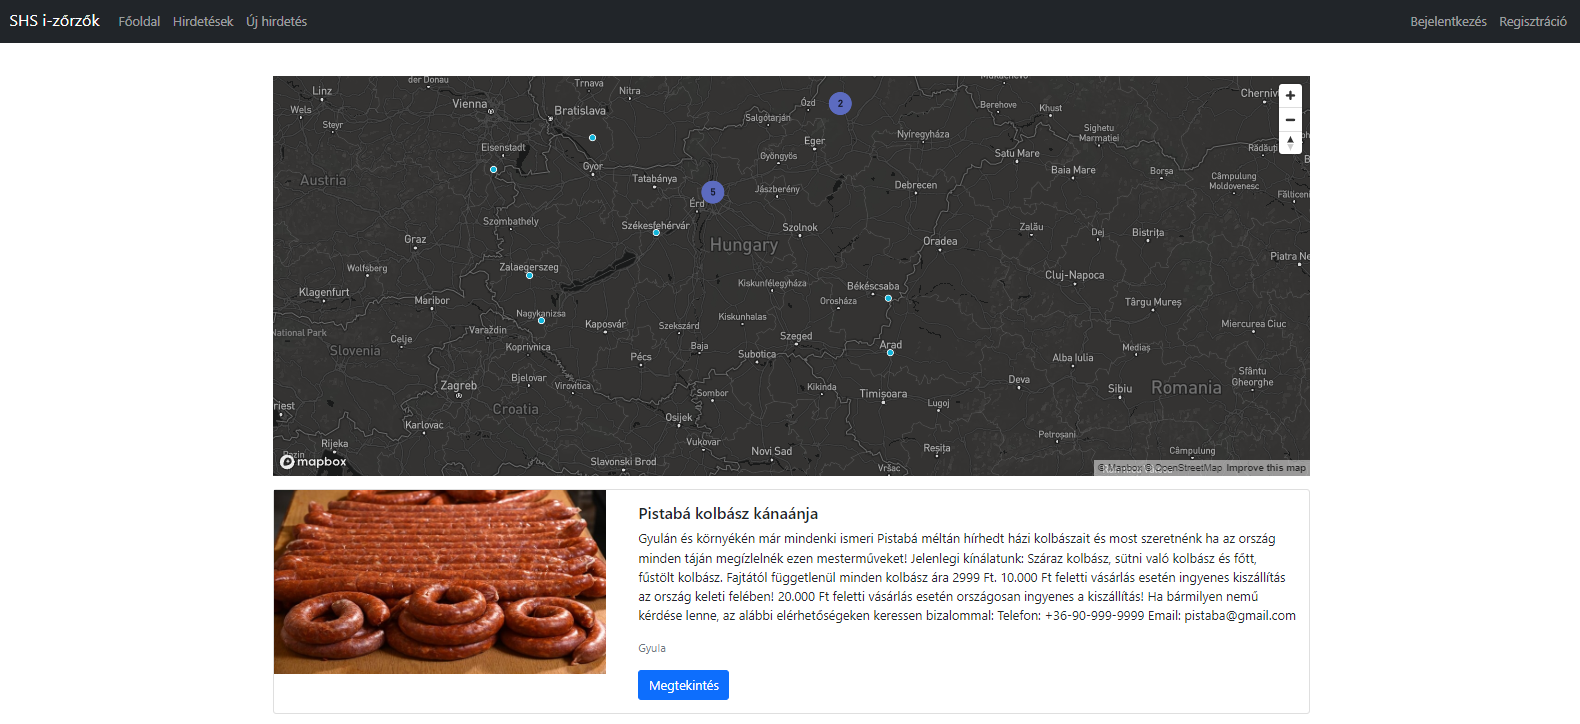 SHS i-zőrzők Főoldal Hirdetések Új hirdetés Bejelentkezés Regisztráció
der Donau
Trnava
Linz
Nitra
Vienna
Wels
Bratislava
Steyr
Ózd
Salgótarján
Berehove
Khust
Eisenstadt
Eger
Nyíregyháza
Sighetu
Marmatiei
2
Gyor
Gyöngyös
Satu Mare
Austria
Tatabánya
Jászberény
Debrecen
Baia Mare
Borșa
Câmpulung
Moldovenesc
5
Érd
Szombathely
Székesfehérvár
Szolnok
Zalău
Dej
Bistrița
Graz
Hungary
Oradea
Wolfsberg
Zalaegerszeg
Cluj-Napoca
Klagenfurt
Maribor
Kiskunfélegyháza
Békéscsaba
Orosháza
Târgu Mureș
Nagykanizsa
National Park
Varaždin
Kaposvár
Szekszárd
Kiskunhalas
Miercurea Ciuc
Celje
Slovenia
Koprivnica
Pécs
Baja
Szeged
Subotica
Arad
Mediaș
Alba Iulia
Zagreb
Bjelovar
Virovitica
Kikinda
Timișoara
Deva
Sibiu
Sfântu
Gheorghe
Romania
Croatia
Sombor
Lugoj
Karlovac
Osijek
Rijeka
Vukovar
Petroșani
Novi Sad
Reșița
Câmpulung
Slavonski Brod
Vršac
mapbox
© Mapbox © OpenStreetMap Improve this map
Pistabá kolbász kánaánja
Gyulán és környékén már mindenki ismeri Pistabá méltán hírhedt házi kolbászait és most szeretnénk ha az ország
minden táján megízlelnék ezen mesterműveket! Jelenlegi kínálatunk: Száraz kolbász, sütni való kolbász és főtt,
fűstölt kolbász. Fajtától függetlenül minden kolbász ára 2999 Ft. 10.000 Ft feletti vásárlás esetén ingyenes kiszállítás
az ország keleti felében! 20.000 Ft feletti vásárlás esetén országosan ingyenes a kiszállítás! Ha bármilyen nemű
kérdése lenne, az alábbi elérhetőségeken keressen bizalommal: Telefon: +36-90-999-9999 Email: pistaba@gmail.com
Gyula
Megtekintés